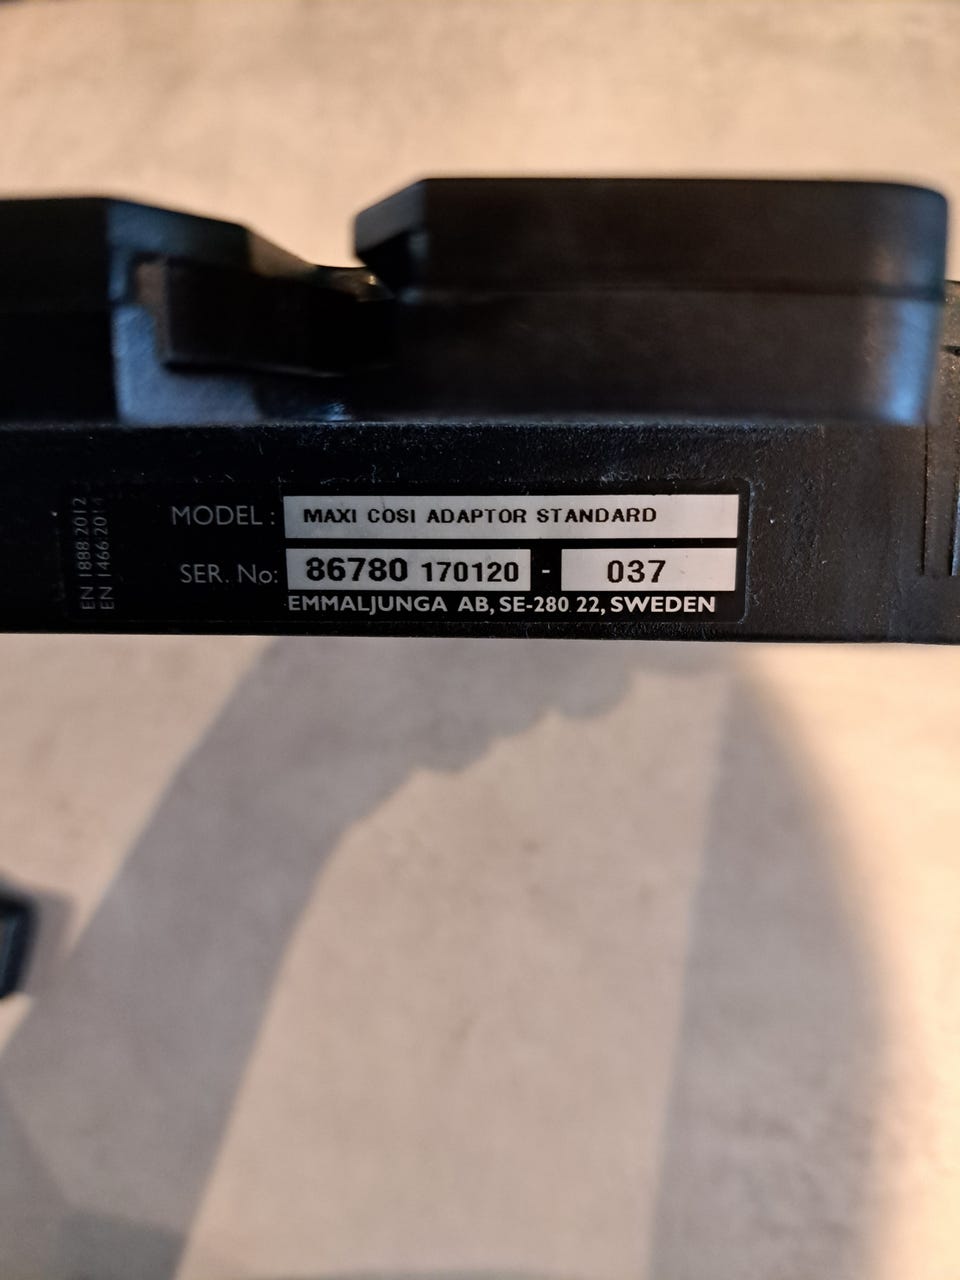 MODEL : MAXI COSI ADAPTOR STANDARD
SER. No: 86780 170120 - 037
EMMALJUNGA AB, SE-280 22, SWEDEN
EN 1888:2012
EN 1466:2014